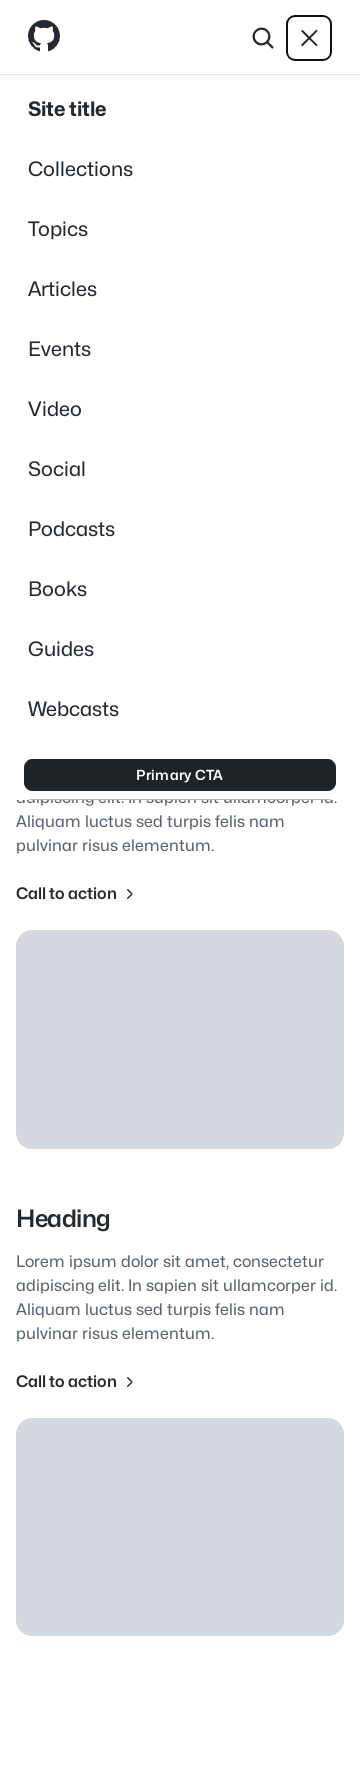 Site title
Collections
Topics
Articles
Events
Video
Social
Podcasts
Books
Guides
Webcasts
Primary CTA
adipiscing elit. In sapien sit ullamcorper id.
Aliquam luctus sed turpis felis nam
pulvinar risus elementum.
Call to action
Heading
Lorem ipsum dolor sit amet, consectetur
adipiscing elit. In sapien sit ullamcorper id.
Aliquam luctus sed turpis felis nam
pulvinar risus elementum.
Call to action